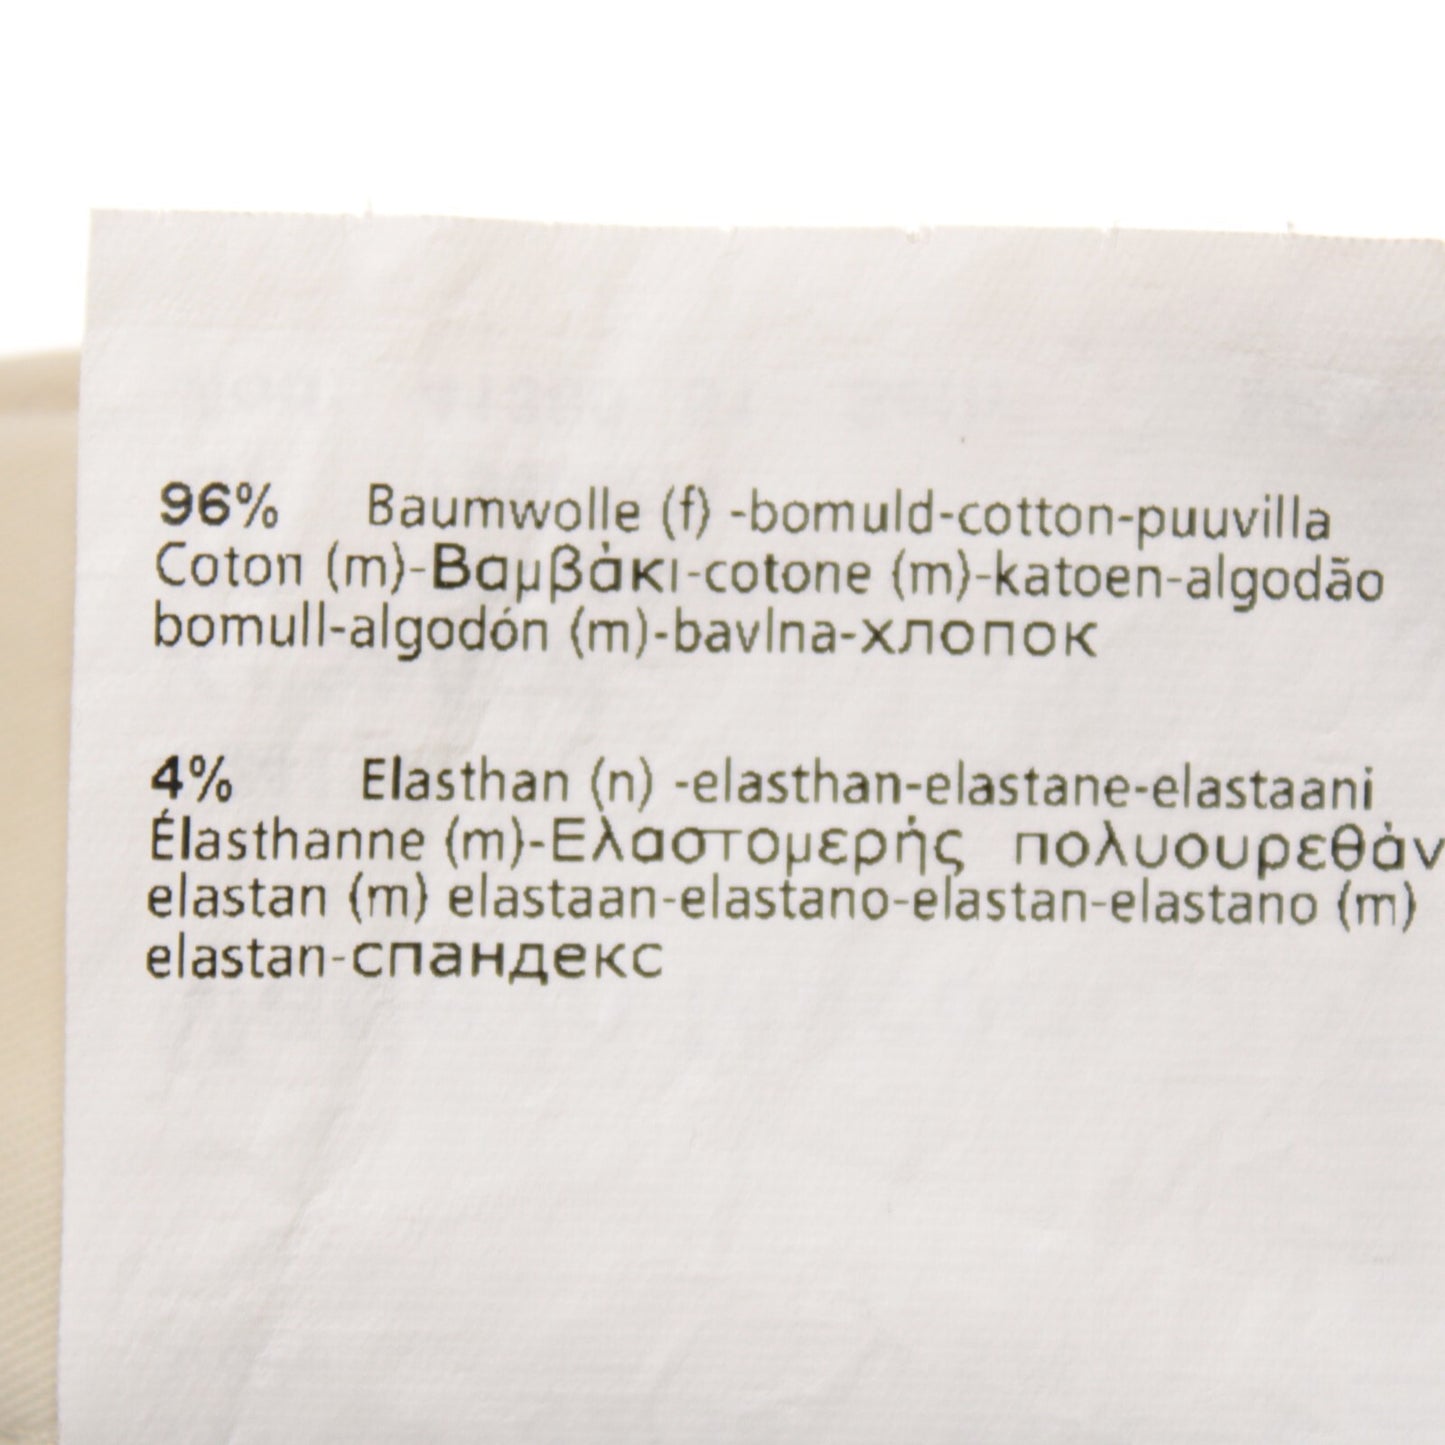 96% Baumwolle (f) -bomuld-cotton-puuvilla
Coton (m)-Βαμβάκι-cotone (m)-katoen-algodão
bomull-algodón (m)-bavlna-хлопок
4% Elasthan (n) -elasthan-elastane-elastaani
Élasthanne (m)-Ελαστομερής πολυουρεθάν
elastan (m) elastaan-elastano-elastan-elastano (m)
elastan-спандекс